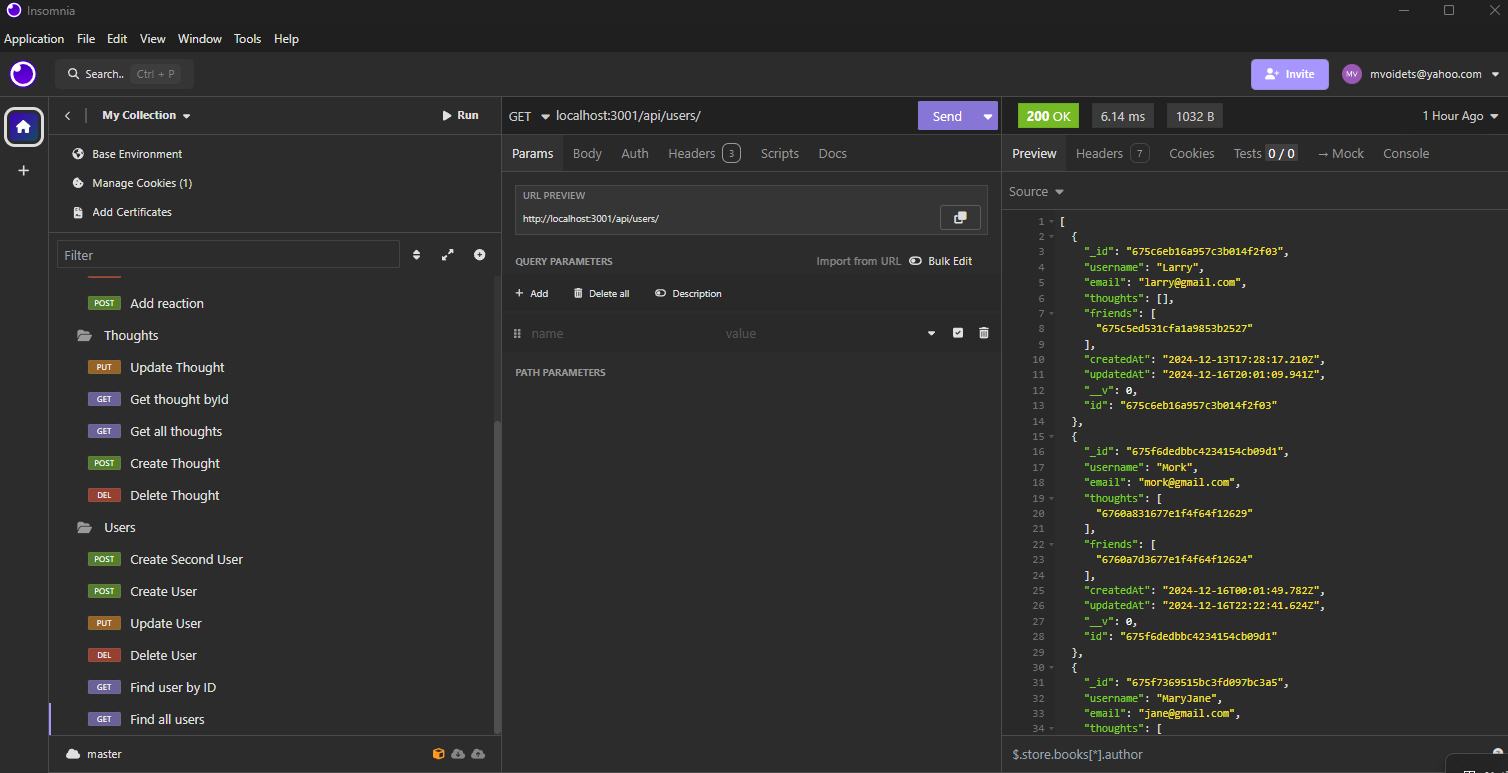 Insomnia
Application File Edit View Window Tools Help
Search.. Ctrl + P
Invite
MV mvoidets@yahoo.com
My Collection
Run
Base Environment
Manage Cookies (1)
Add Certificates
Filter
POST Add reaction
Thoughts
PUT Update Thought
GET Get thought byId
GET Get all thoughts
POST Create Thought
DEL Delete Thought
Users
POST Create Second User
POST Create User
PUT Update User
DEL Delete User
GET Find user by ID
GET Find all users
master
GET localhost:3001/api/users/
Send
Params Body Auth Headers 3 Scripts Docs
URL PREVIEW
http://localhost:3001/api/users/
QUERY PARAMETERS
Import from URL Bulk Edit
+ Add Delete all Description
name value
PATH PARAMETERS
200 OK 6.14 ms 1032 B 1 Hour Ago
Preview Headers 7 Cookies Tests 0 / 0 → Mock Console
Source
1 [
2 {
3 "_id": "675c6eb16a957c3b014f2f03",
4 "username": "Larry",
5 "email": "larry@gmail.com",
6 "thoughts": [],
7 "friends": [
8 "675c5ed531cfa1a9853b2527"
9 ],
10 "createdAt": "2024-12-13T17:28:17.210Z",
11 "updatedAt": "2024-12-16T20:01:09.941Z",
12 "__v": 0,
13 "id": "675c6eb16a957c3b014f2f03"
14 },
15 {
16 "_id": "675f6dedbbc4234154cb09d1",
17 "username": "Mork",
18 "email": "mork@gmail.com",
19 "thoughts": [
20 "6760a831677e1f4f64f12629"
21 ],
22 "friends": [
23 "6760a7d3677e1f4f64f12624"
24 ],
25 "createdAt": "2024-12-16T00:01:49.782Z",
26 "updatedAt": "2024-12-16T22:22:41.624Z",
27 "__v": 0,
28 "id": "675f6dedbbc4234154cb09d1"
29 },
30 {
31 "_id": "675f7369515bc3fd097bc3a5",
32 "username": "MaryJane",
33 "email": "jane@gmail.com",
34 "thoughts": [
$.store.books[*].author